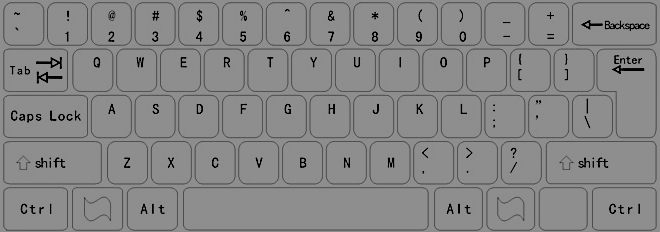 ~ ! @ # $ % ^ & * ( ) _ +
` 1 2 3 4 5 6 7 8 9 0 - = Backspace
Tab Q W E R T Y U I O P { } Enter
[ ]
Caps Lock A S D F G H J K L : " |
; ' \
shift Z X C V B N M < > ? shift
, . /
Ctrl Alt Alt Ctrl